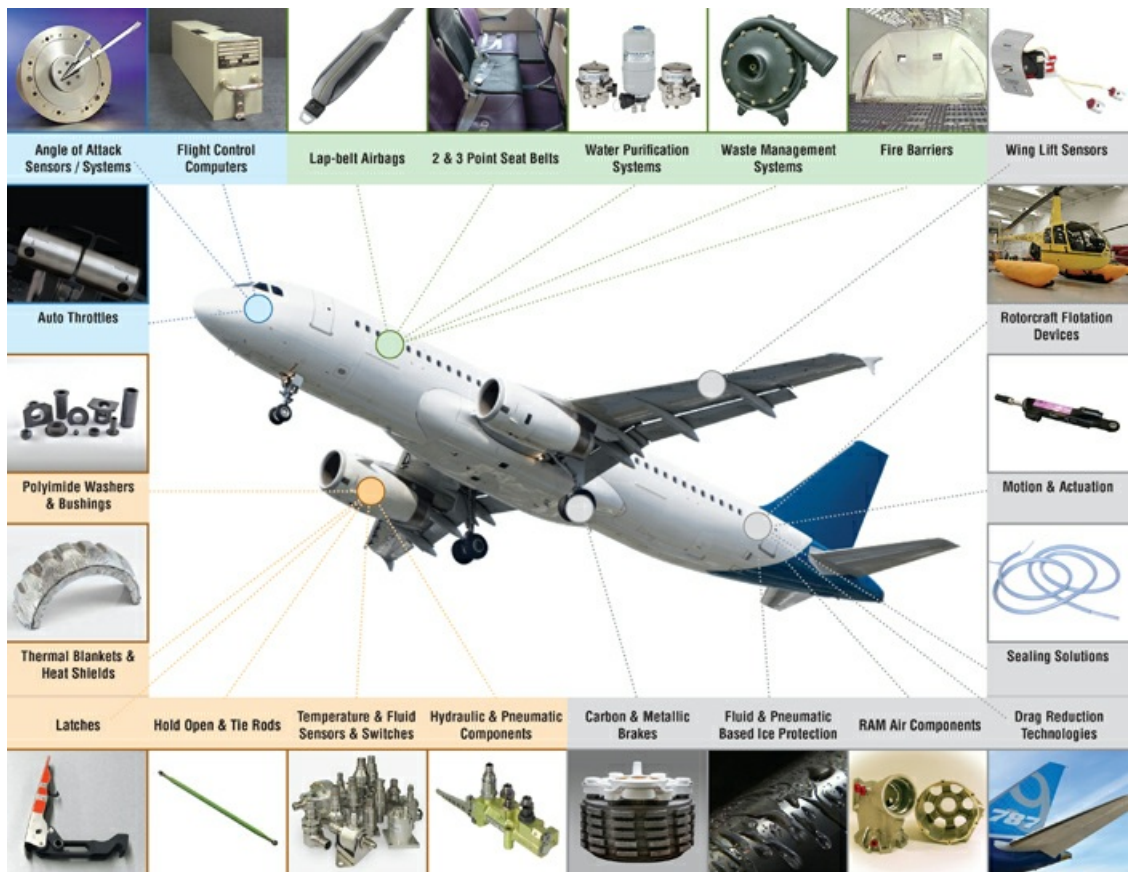 Angle of Attack
Sensors / Systems
Flight Control
Computers
Lap-belt Airbags
2 & 3 Point Seat Belts
Water Purification
Systems
Waste Management
Systems
Fire Barriers
Wing Lift Sensors
Auto Throttles
Rotorcraft Flotation
Devices
Polyimide Washers
& Bushings
Motion & Actuation
Thermal Blankets &
Heat Shields
Sealing Solutions
Latches
Hold Open & Tie Rods
Temperature & Fluid
Sensors & Switches
Hydraulic & Pneumatic
Components
Carbon & Metallic
Brakes
Fluid & Pneumatic
Based Ice Protection
RAM Air Components
Drag Reduction
Technologies
787